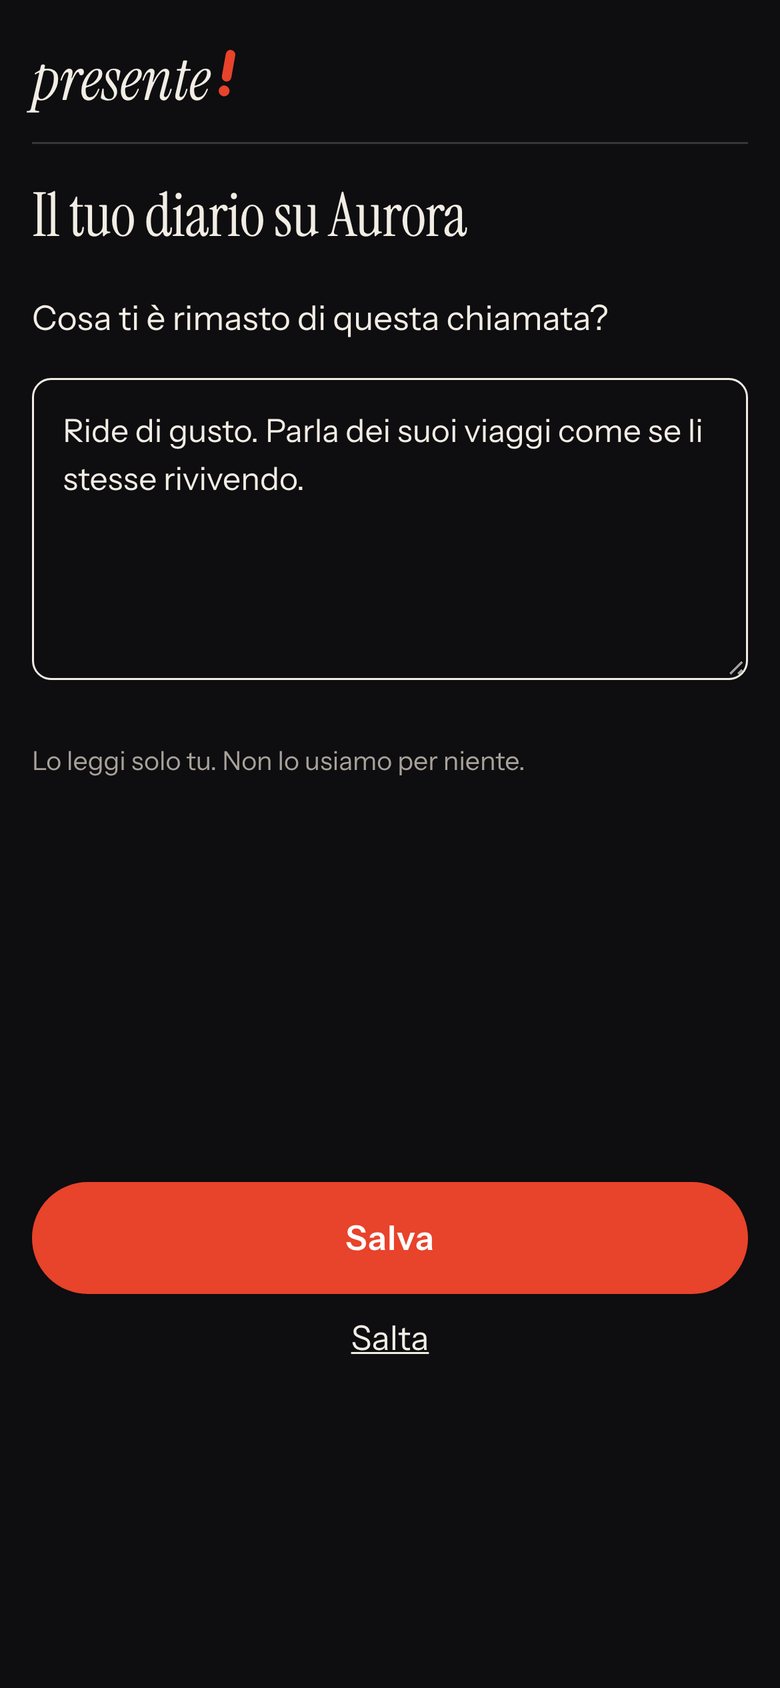 presente!
Il tuo diario su Aurora
Cosa ti è rimasto di questa chiamata?
Ride di gusto. Parla dei suoi viaggi come se li
stesse rivivendo.
Lo leggi solo tu. Non lo usiamo per niente.
Salva
Salta